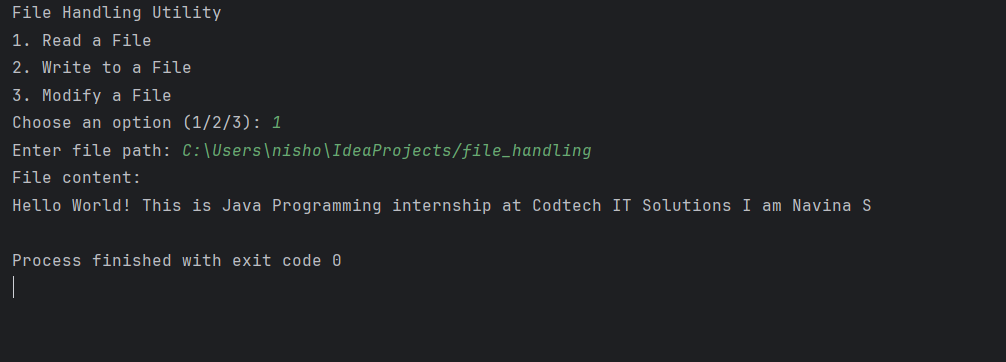 File Handling Utility
1. Read a File
2. Write to a File
3. Modify a File
Choose an option (1/2/3): 1
Enter file path: C:\Users\nisho\IdeaProjects/file_handling
File content:
Hello World! This is Java Programming internship at Codtech IT Solutions I am Navina S
Process finished with exit code 0